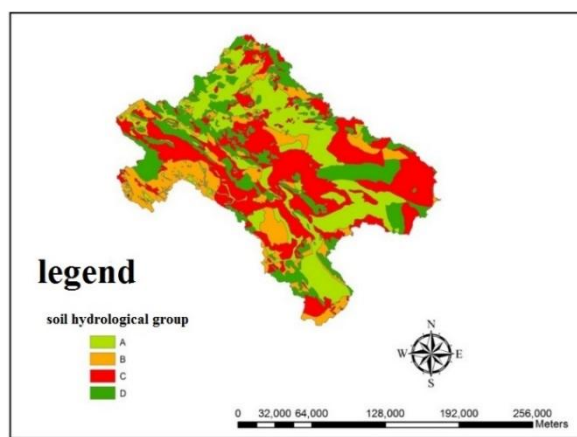 legend
soil hydrological group
A
B
C
D
N
W E
S
0 32,000 64,000 128,000 192,000 256,000
Meters